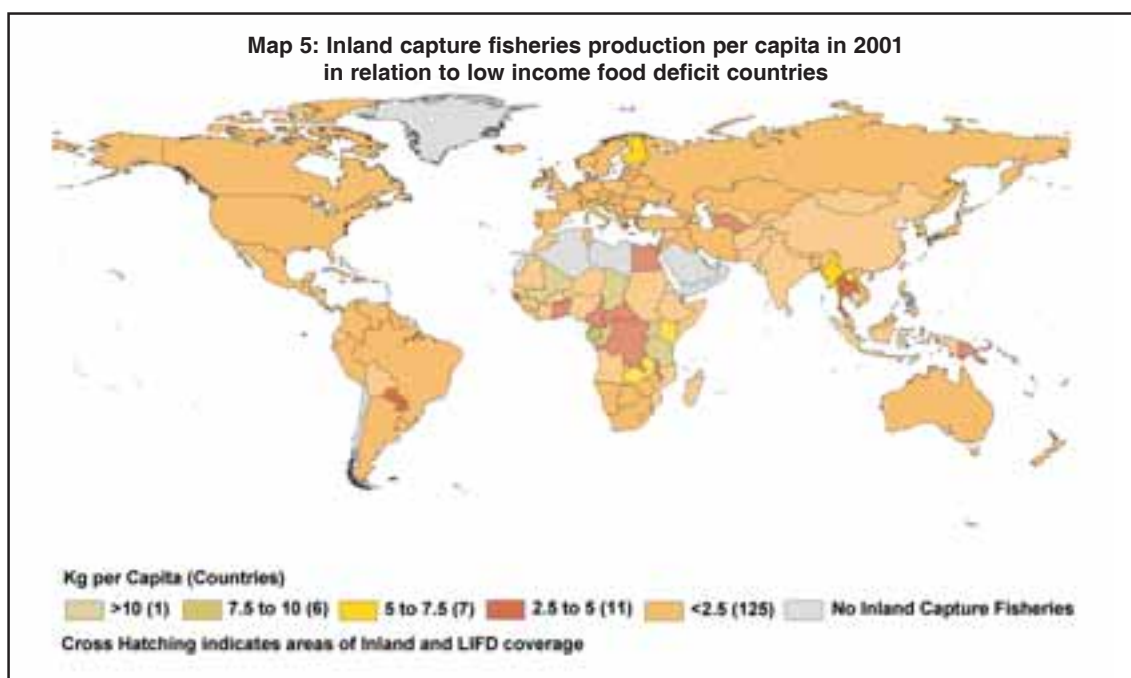 Map 5: Inland capture fisheries production per capita in 2001
in relation to low income food deficit countries
Kg per Capita (Countries)
>10 (1) 7.5 to 10 (6) 5 to 7.5 (7) 2.5 to 5 (11) <2.5 (125) No Inland Capture Fisheries
Cross Hatching indicates areas of Inland and LIFD coverage